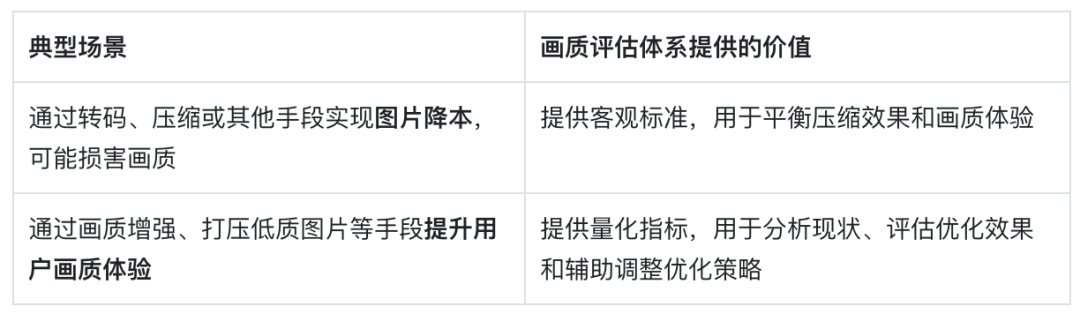 典型场景
画质评估体系提供的价值
通过转码、压缩或其他手段实现图片降本，
可能损害画质
提供客观标准，用于平衡压缩效果和画质体验
通过画质增强、打压低质图片等手段提升用
户画质体验
提供量化指标，用于分析现状、评估优化效果
和辅助调整优化策略